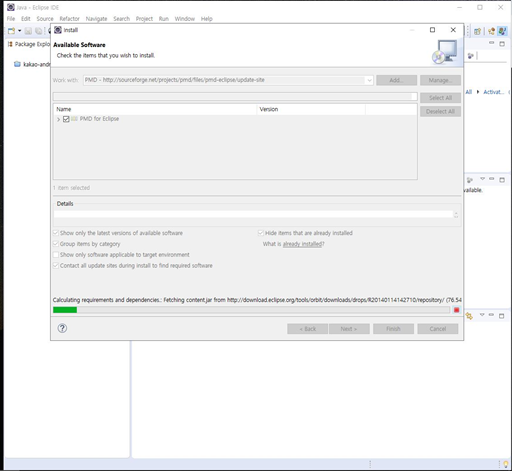 Java - Eclipse IDE
File Edit Source Refactor Navigate Search Project Run Window Help
Package Explo
kakao-andr
Install
Available Software
Check the items that you wish to install.
Work with: PMD - http://sourceforge.net/projects/pmd/files/pmd-eclipse/update-site
Add...
Manage...
Select All
Deselect All
Name Version
PMD for Eclipse
1 item selected
Details
Show only the latest versions of available software
Hide items that are already installed
Group items by category
What is already installed?
Show only software applicable to target environment
Contact all update sites during install to find required software
Calculating requirements and dependencies.: Fetching content.jar from http://download.eclipse.org/tools/orbit/downloads/drops/R20140114142710/repository/ (76.54
< Back
Next >
Finish
Cancel
All Activat...
vailable.